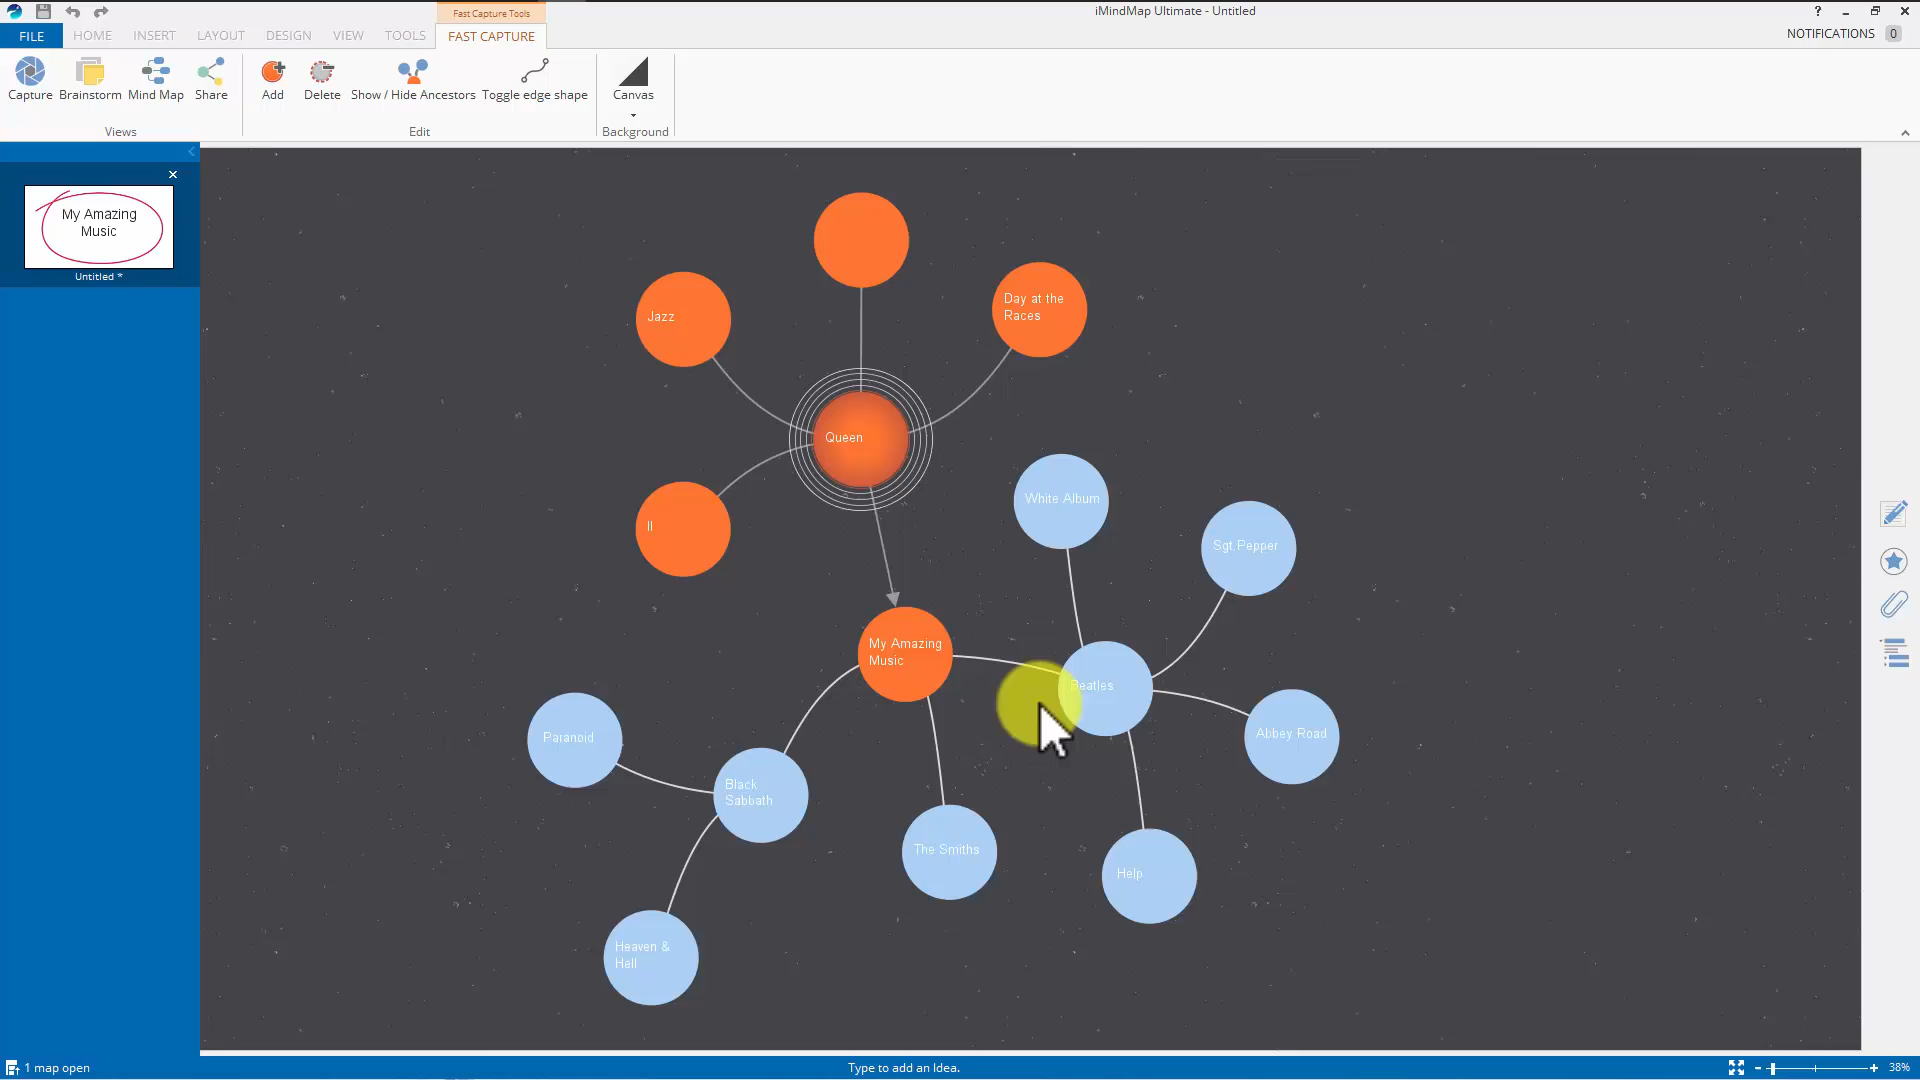 Fast Capture Tools
iMindMap Ultimate - Untitled
?
FILE
HOME
INSERT
LAYOUT
DESIGN
VIEW
TOOLS
FAST CAPTURE
NOTIFICATIONS 0
Capture
Brainstorm
Mind Map
Share
Add
Delete
Show / Hide Ancestors
Toggle edge shape
Canvas
Views
Edit
Background
My Amazing
Music
Untitled *
Jazz
Day at the
Races
Queen
II
White Album
Sgt.Pepper
My Amazing
Music
Beatles
Paranoid
Abbey Road
Black
Sabbath
The Smiths
Help
Heaven &
Hell
1 map open
Type to add an Idea.
38%